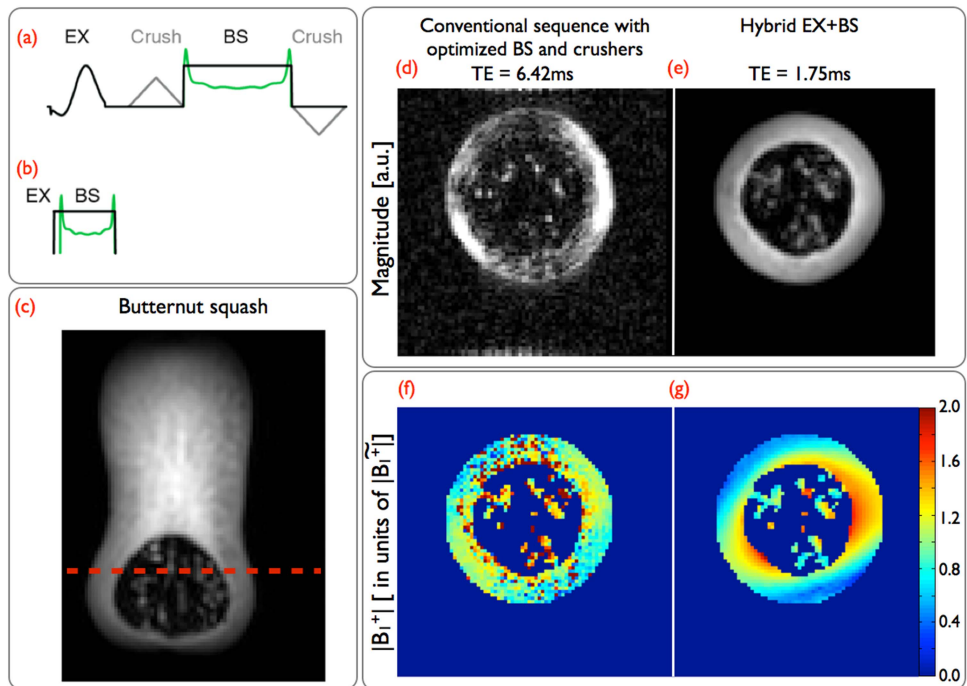 (a)
EX
Crush
BS
Crush
(b)
EX
BS
(c)
Butternut squash
Conventional sequence with
optimized BS and crushers
(d)
TE = 6.42ms
Hybrid EX+BS
(e)
TE = 1.75ms
Magnitude [a.u.]
(f)
(g)
|B₁⁺| [in units of |B̃₁⁺|]
2.0
1.6
1.2
0.8
0.4
0.0